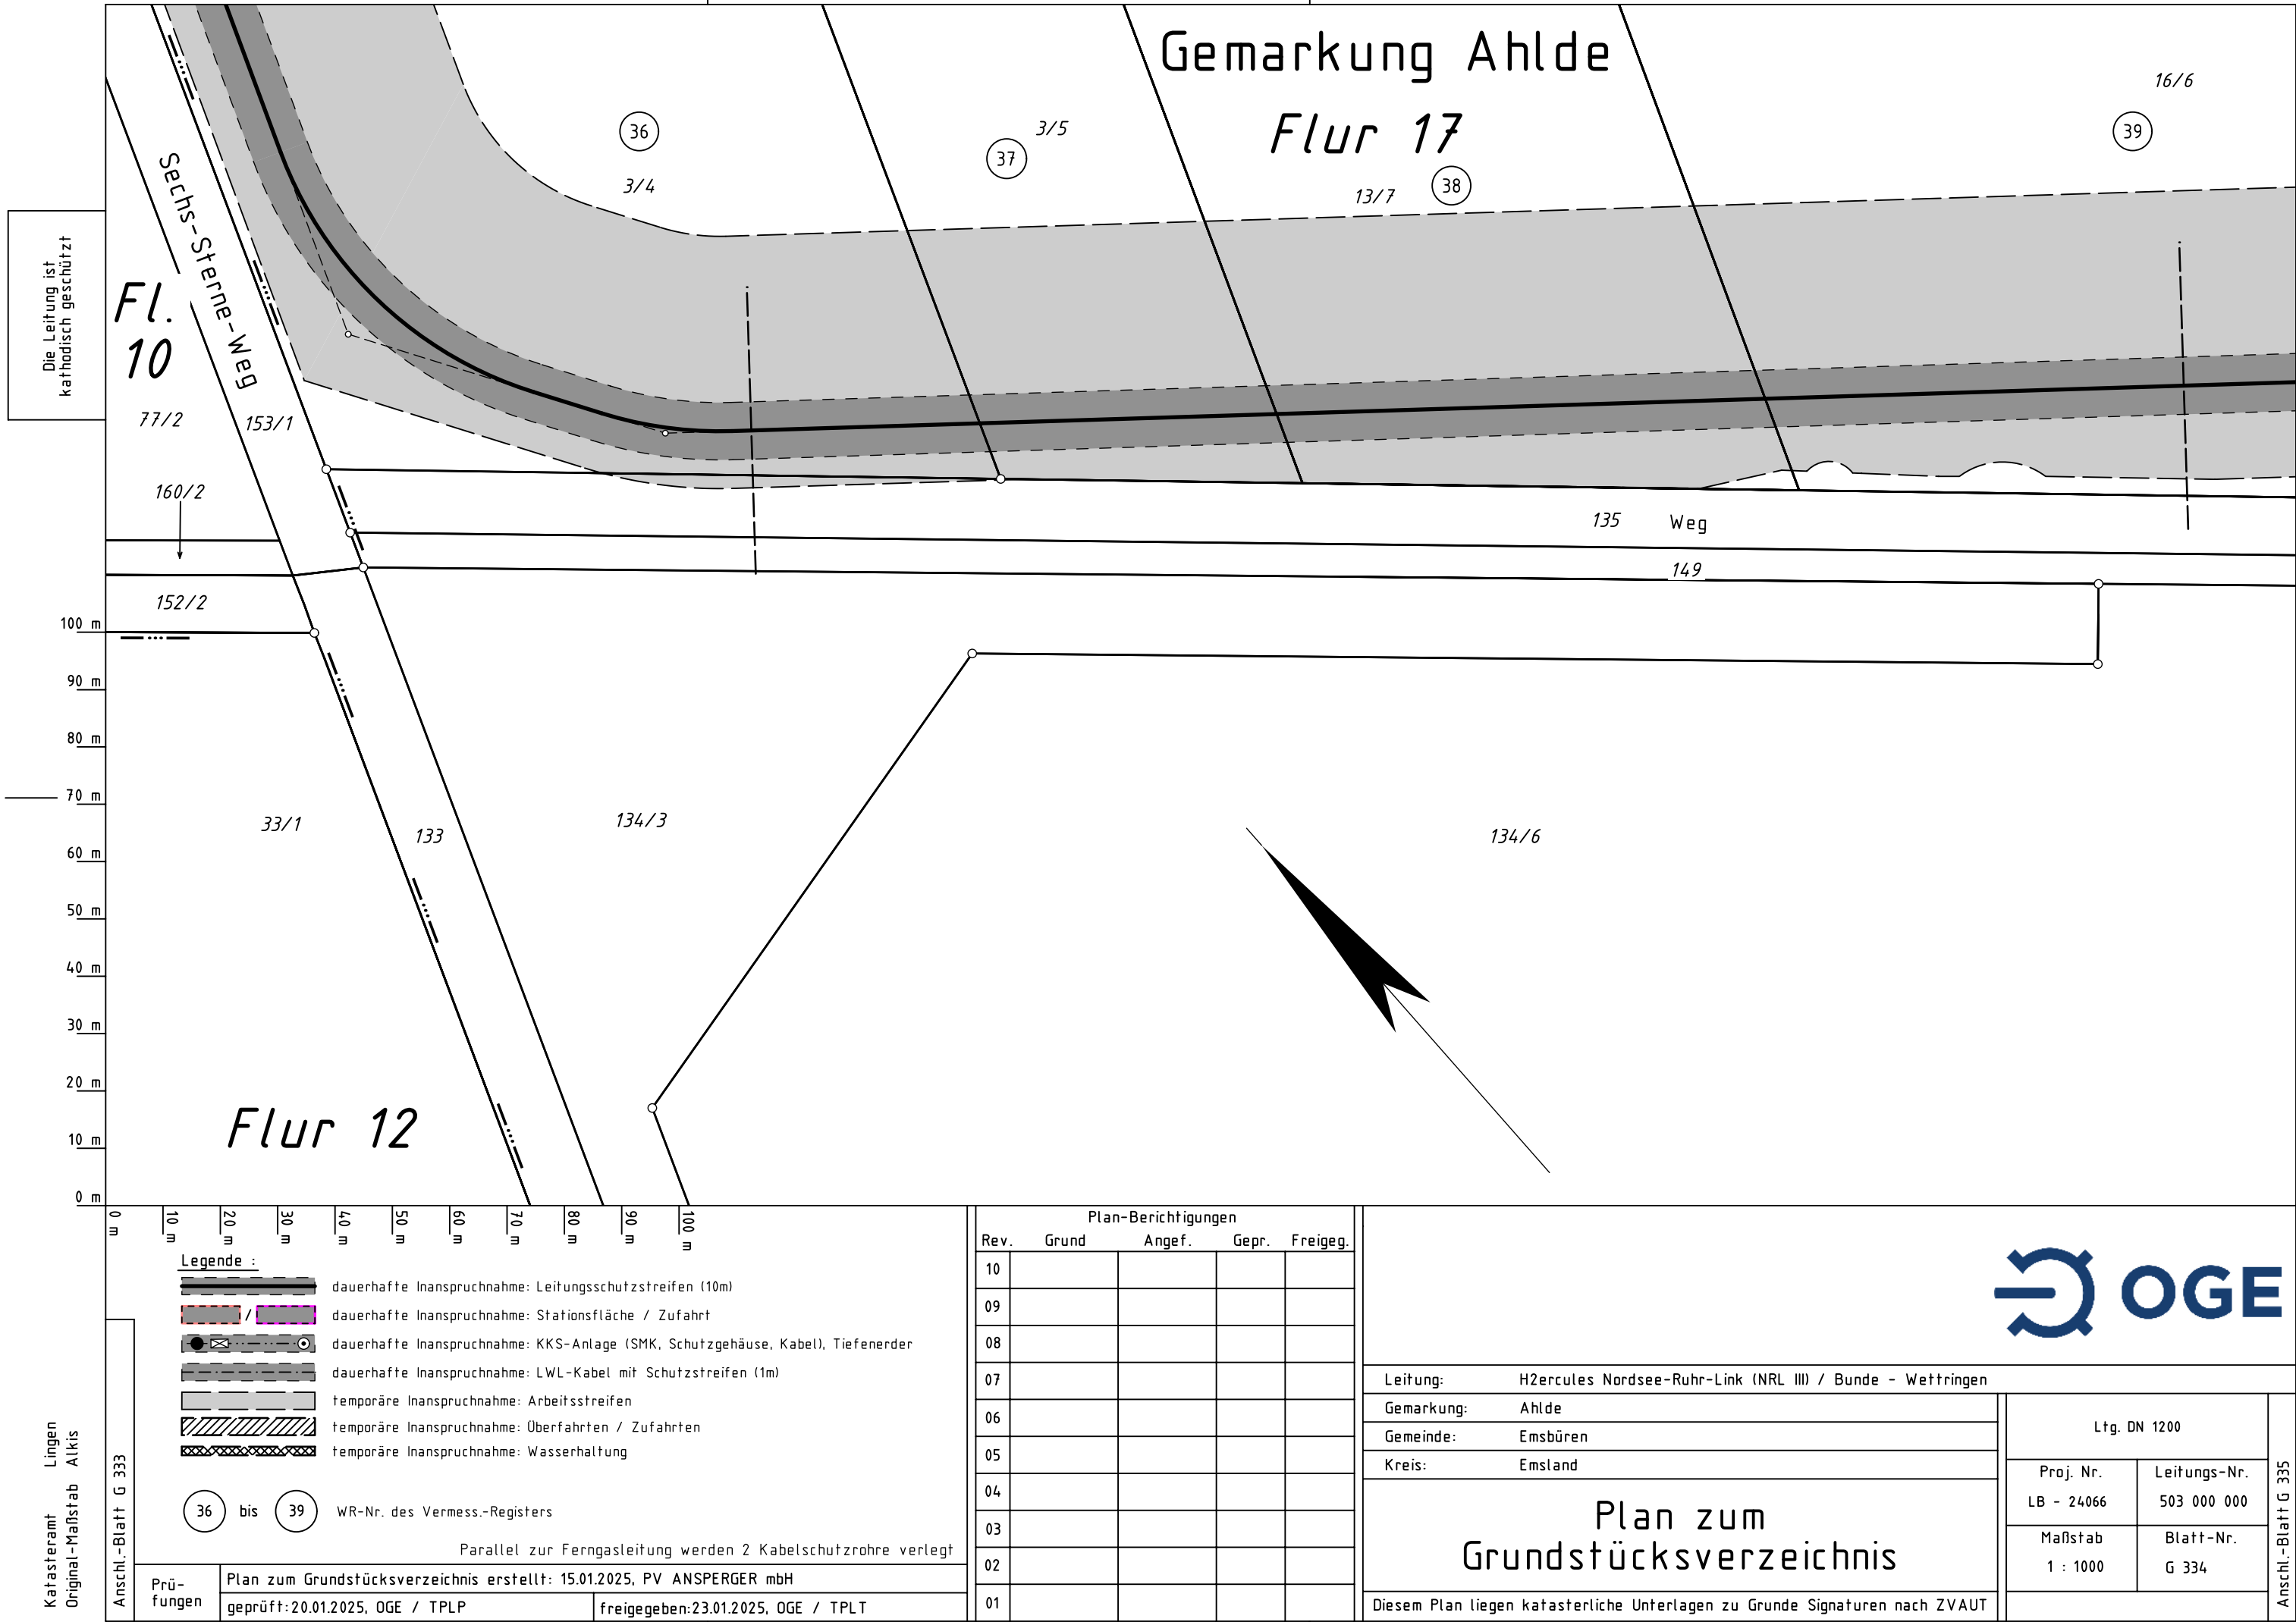 Gemarkung Ahlde
Flur 17
16/6
36
3/4
37
3/5
13/7
38
39
Sechs-Sterne-Weg
Die Leitung ist
kathodisch geschützt
Fl.
10
77/2
153/1
160/2
152/2
135 Weg
149
33/1
133
134/3
134/6
Flur 12
100 m
90 m
80 m
70 m
60 m
50 m
40 m
30 m
20 m
10 m
0 m
0 m
10 m
20 m
30 m
40 m
50 m
60 m
70 m
80 m
90 m
100 m
Legende :
dauerhafte Inanspruchnahme: Leitungsschutzstreifen (10m)
/ dauerhafte Inanspruchnahme: Stationsfläche / Zufahrt
dauerhafte Inanspruchnahme: KKS-Anlage (SMK, Schutzgehäuse, Kabel), Tiefenerder
dauerhafte Inanspruchnahme: LWL-Kabel mit Schutzstreifen (1m)
temporäre Inanspruchnahme: Arbeitsstreifen
temporäre Inanspruchnahme: Überfahrten / Zufahrten
temporäre Inanspruchnahme: Wasserhaltung
36 bis 39 WR-Nr. des Vermess.-Registers
Parallel zur Ferngasleitung werden 2 Kabelschutzrohre verlegt
Katasteramt Lingen
Original-Maßstab Alkis
Anschl.-Blatt G 333
Prü-
fungen
Plan zum Grundstücksverzeichnis erstellt: 15.01.2025, PV ANSPERGER mbH
geprüft: 20.01.2025, OGE / TPLP
freigegeben: 23.01.2025, OGE / TPLT
Plan-Berichtigungen
Rev. Grund Angef. Gepr. Freigeg.
10
09
08
07
06
05
04
03
02
01
OGE
Leitung: H2ercules Nordsee-Ruhr-Link (NRL III) / Bunde - Wettringen
Gemarkung: Ahlde
Gemeinde: Emsbüren
Kreis: Emsland
Plan zum
Grundstücksverzeichnis
Diesem Plan liegen katasterliche Unterlagen zu Grunde Signaturen nach ZVAUT
Ltg. DN 1200
Proj. Nr. Leitungs-Nr.
LB - 24066 503 000 000
Maßstab Blatt-Nr.
1 : 1000 G 334
Anschl.-Blatt G 335